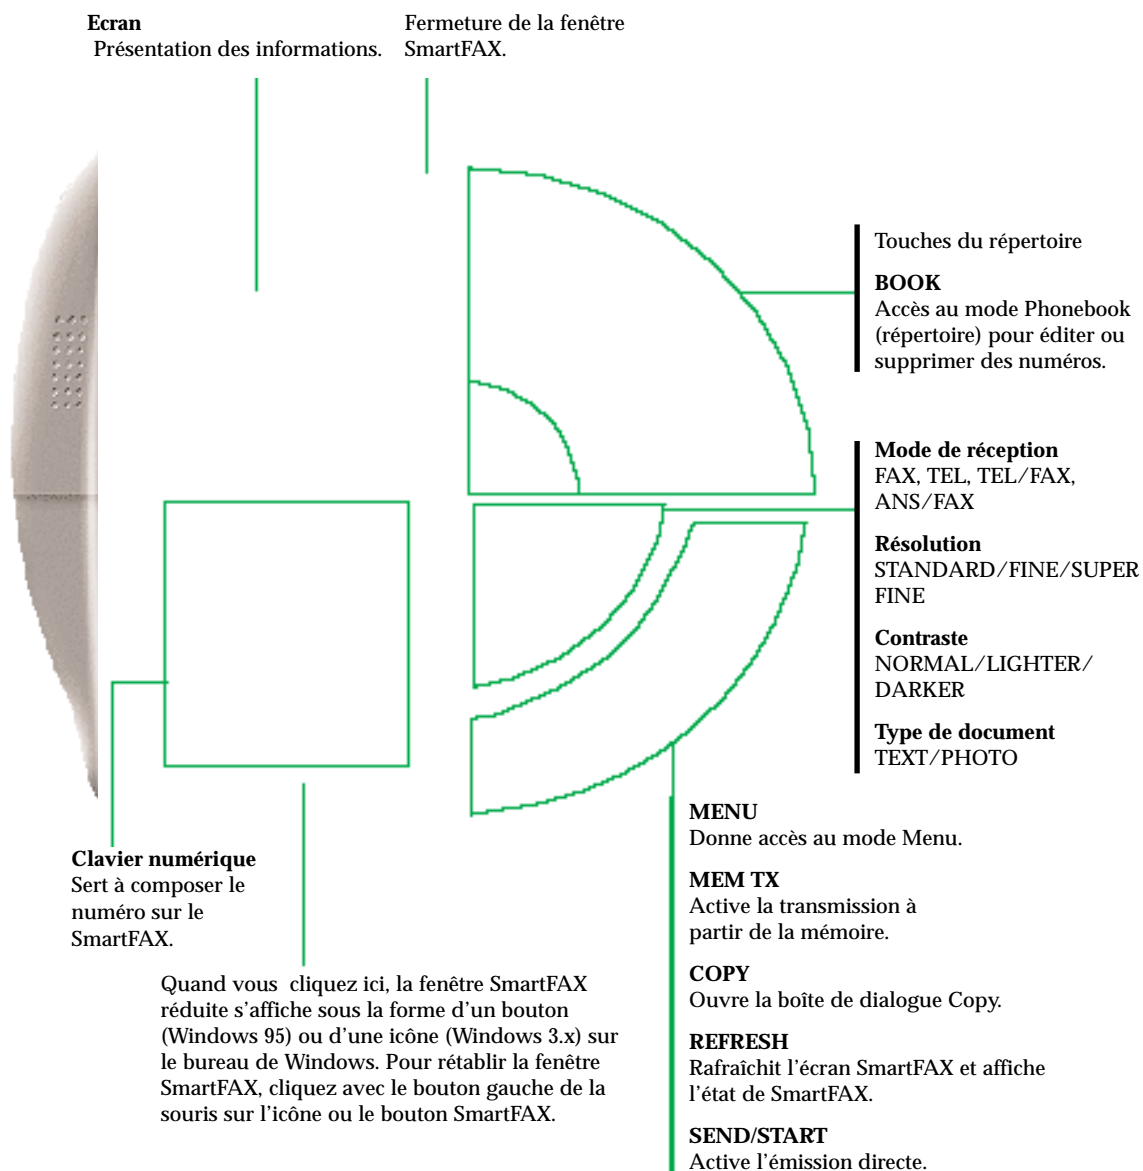 Ecran
Présentation des informations.
Fermeture de la fenêtre
SmartFAX.
Touches du répertoire
BOOK
Accès au mode Phonebook
(répertoire) pour éditer ou
supprimer des numéros.
Mode de réception
FAX, TEL, TEL/FAX,
ANS/FAX
Résolution
STANDARD/FINE/SUPER
FINE
Contraste
NORMAL/LIGHTER/
DARKER
Type de document
TEXT/PHOTO
MENU
Donne accès au mode Menu.
MEM TX
Active la transmission à
partir de la mémoire.
COPY
Ouvre la boîte de dialogue Copy.
REFRESH
Rafraîchit l’écran SmartFAX et affiche
l’état de SmartFAX.
SEND/START
Active l’émission directe.
Clavier numérique
Sert à composer le
numéro sur le
SmartFAX.
Quand vous cliquez ici, la fenêtre SmartFAX
réduite s’affiche sous la forme d’un bouton
(Windows 95) ou d’une icône (Windows 3.x) sur
le bureau de Windows. Pour rétablir la fenêtre
SmartFAX, cliquez avec le bouton gauche de la
souris sur l’icône ou le bouton SmartFAX.